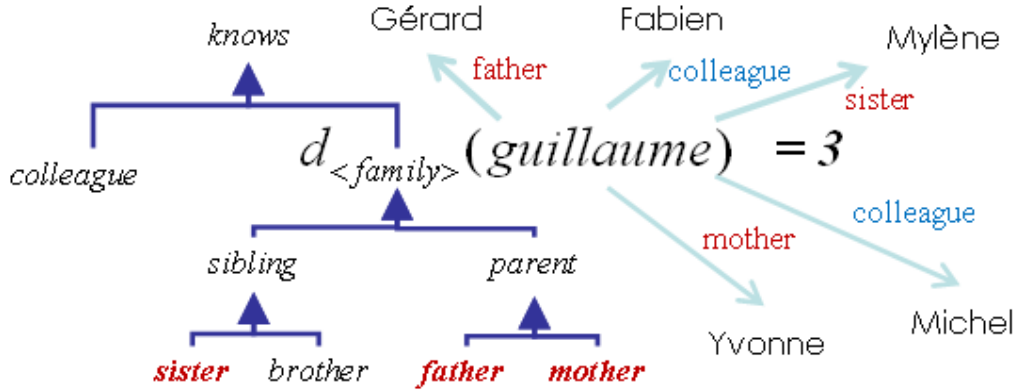 knows
Gérard
Fabien
Mylène
father
colleague
sister
colleague
d<family>(guillaume) = 3
colleague
mother
sibling
parent
Yvonne
Michel
sister
brother
father
mother